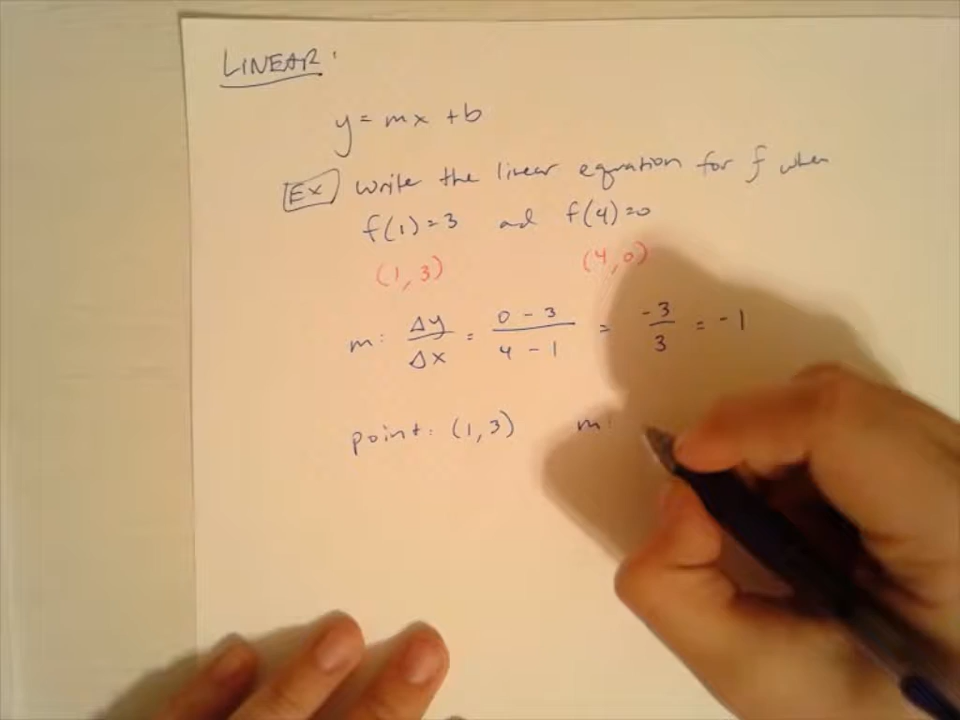 LINEAR:
y = mx + b
Ex Write the linear equation for f when
f(1)=3 and f(4)=0
(1,3) (4,0)
m: Δy/Δx = 0-3/4-1 = -3/3 = -1
point: (1,3) m: